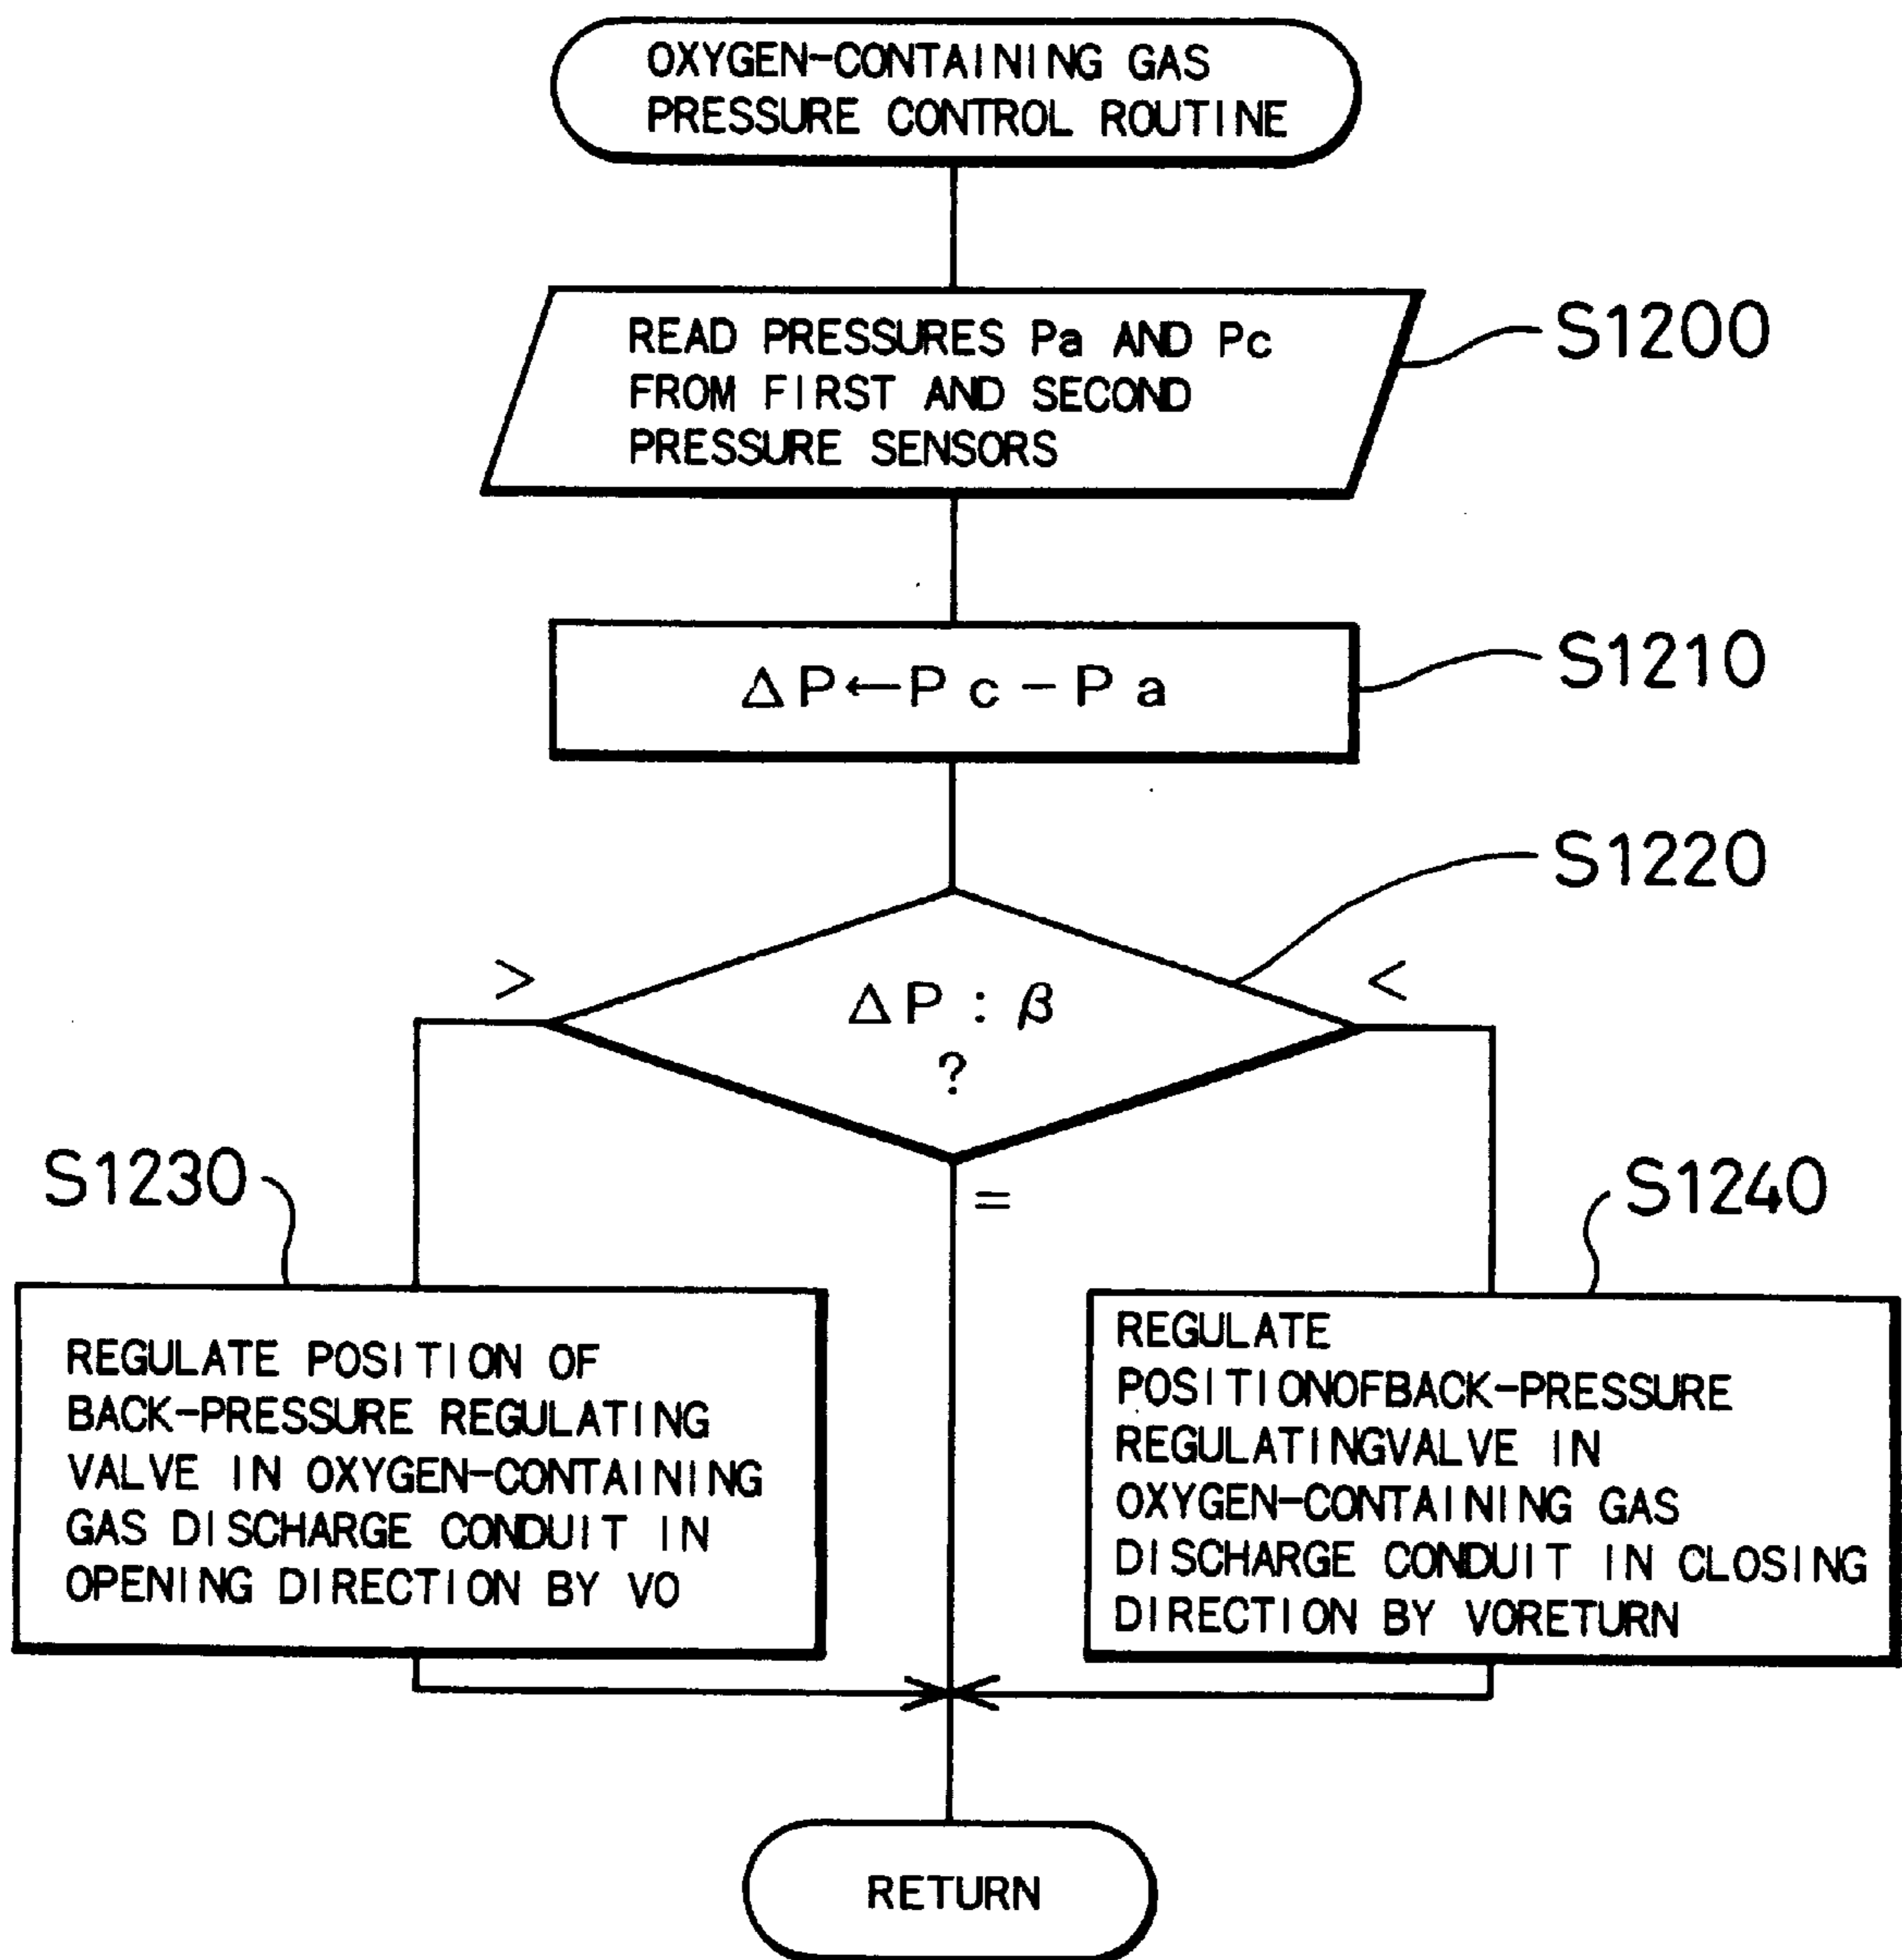 OXYGEN-CONTAINING GAS
PRESSURE CONTROL ROUTINE
READ PRESSURES Pa AND Pc
FROM FIRST AND SECOND
PRESSURE SENSORS
S1200
ΔP←Pc-Pa
S1210
S1220
>
<
ΔP : β
?
=
S1230
S1240
REGULATE POSITION OF
BACK-PRESSURE REGULATING
VALVE IN OXYGEN-CONTAINING
GAS DISCHARGE CONDUIT IN
OPENING DIRECTION BY VO
REGULATE
POSITIONOFBACK-PRESSURE
REGULATINGVALVE IN
OXYGEN-CONTAINING GAS
DISCHARGE CONDUIT IN CLOSING
DIRECTION BY VORETURN
RETURN